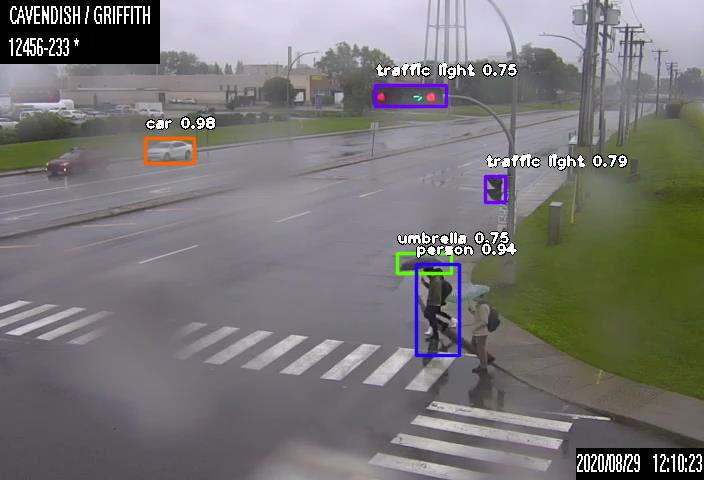 CAVENDISH / GRIFFITH
12456-233 *
traffic light 0.75
car 0.98
traffic light 0.79
umbrella 0.75
person 0.94
2020/08/29 12:10:23